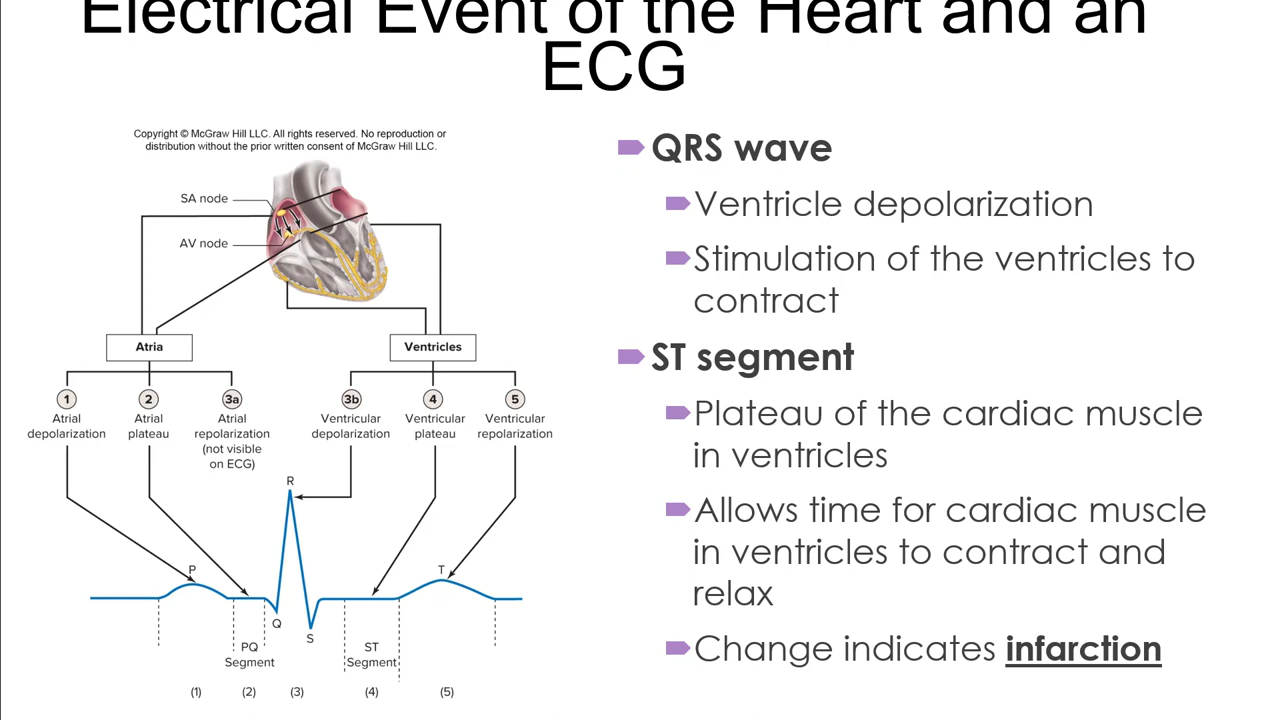 Electrical Event of the Heart and an
ECG
Copyright © McGraw Hill LLC. All rights reserved. No reproduction or
distribution without the prior written consent of McGraw Hill LLC.
SA node
AV node
Atria
Ventricles
1
2
3a
3b
4
5
Atrial
depolarization
Atrial
plateau
Atrial
repolarization
(not visible
on ECG)
Ventricular
depolarization
Ventricular
plateau
Ventricular
repolarization
R
P
T
Q
S
PQ
Segment
ST
Segment
(1)
(2)
(3)
(4)
(5)
QRS wave
Ventricle depolarization
Stimulation of the ventricles to
contract
ST segment
Plateau of the cardiac muscle
in ventricles
Allows time for cardiac muscle
in ventricles to contract and
relax
Change indicates infarction